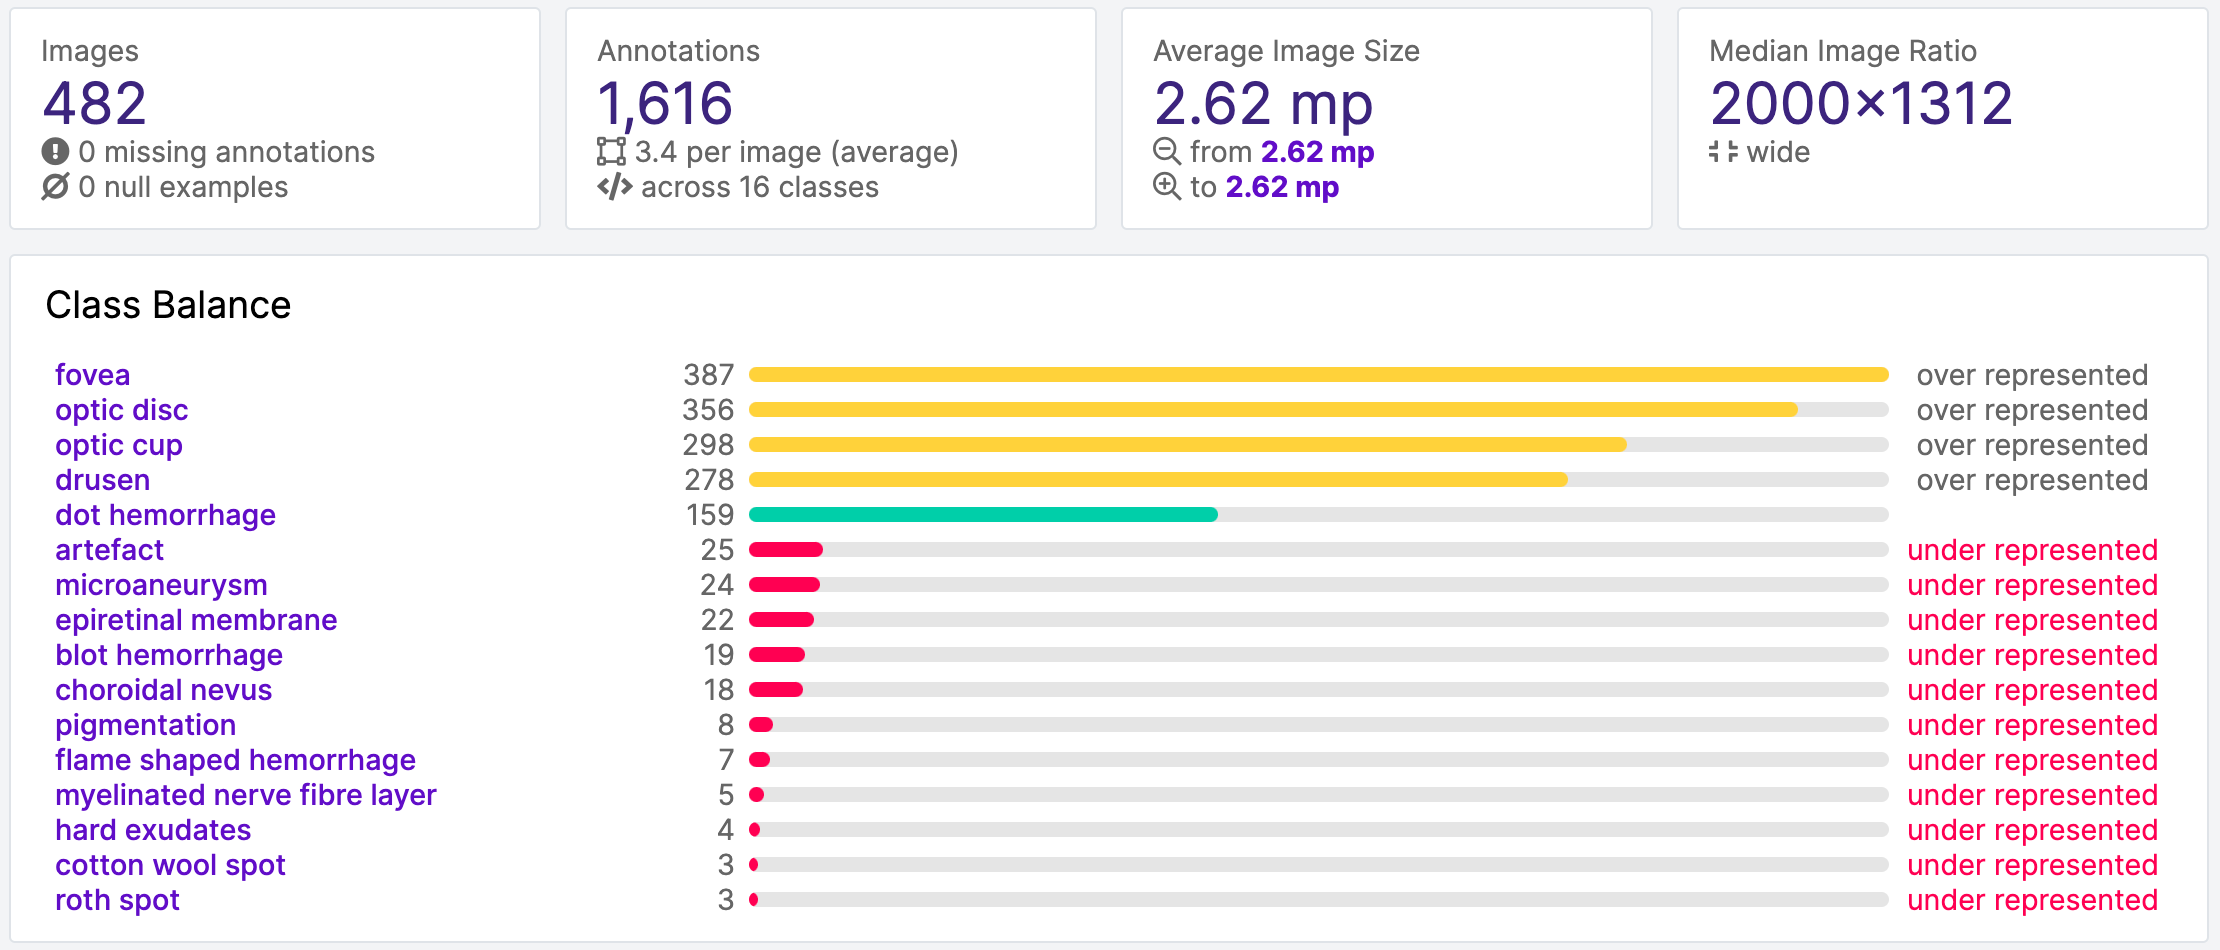 Images
482
0 missing annotations
0 null examples
Annotations
1,616
3.4 per image (average)
</> across 16 classes
Average Image Size
2.62 mp
from 2.62 mp
to 2.62 mp
Median Image Ratio
2000×1312
wide
Class Balance
fovea 387 over represented
optic disc 356 over represented
optic cup 298 over represented
drusen 278 over represented
dot hemorrhage 159
artefact 25 under represented
microaneurysm 24 under represented
epiretinal membrane 22 under represented
blot hemorrhage 19 under represented
choroidal nevus 18 under represented
pigmentation 8 under represented
flame shaped hemorrhage 7 under represented
myelinated nerve fibre layer 5 under represented
hard exudates 4 under represented
cotton wool spot 3 under represented
roth spot 3 under represented